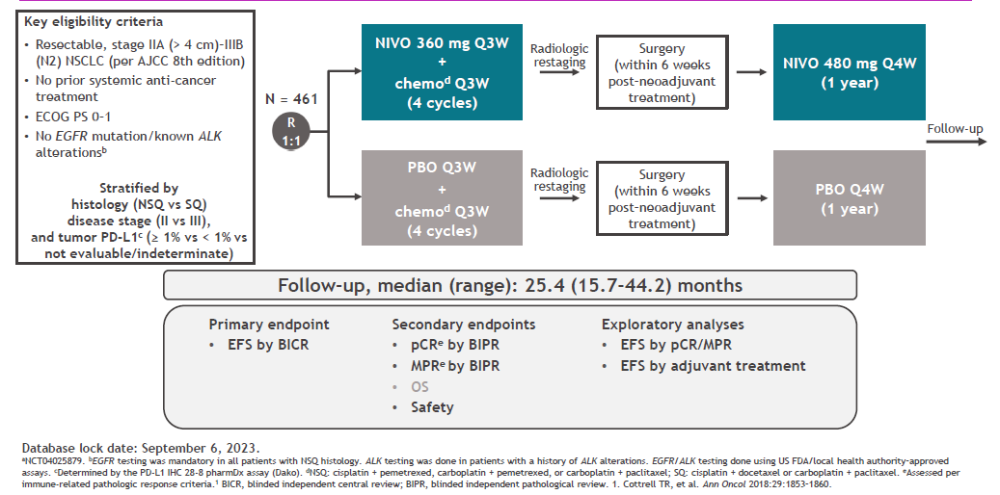 Key eligibility criteria
• Resectable, stage IIA (> 4 cm)–IIIB
(N2) NSCLC (per AJCC 8th edition)
• No prior systemic anti-cancer
treatment
• ECOG PS 0–1
• No EGFR mutation/known ALK
alterationsᵇ
Stratified by
histology (NSQ vs SQ)
disease stage (II vs III),
and tumor PD-L1ᶜ (≥ 1% vs < 1% vs
not evaluable/indeterminate)
N = 461
R
1:1
NIVO 360 mg Q3W
+
chemoᵈ Q3W
(4 cycles)
Radiologic
restaging
Surgery
(within 6 weeks
post-neoadjuvant
treatment)
NIVO 480 mg Q4W
(1 year)
Follow-up
PBO Q3W
+
chemoᵈ Q3W
(4 cycles)
Radiologic
restaging
Surgery
(within 6 weeks
post-neoadjuvant
treatment)
PBO Q4W
(1 year)
Follow-up, median (range): 25.4 (15.7–44.2) months
Primary endpoint
• EFS by BICR
Secondary endpoints
• pCRᵉ by BIPR
• MPRᵉ by BIPR
• OS
• Safety
Exploratory analyses
• EFS by pCR/MPR
• EFS by adjuvant treatment
Database lock date: September 6, 2023.
ᵃNCT04025879. ᵇEGFR testing was mandatory in all patients with NSQ histology. ALK testing was done in patients with a history of ALK alterations. EGFR/ALK testing done using US FDA/local health authority-approved
assays. ᶜDetermined by the PD-L1 IHC 28-8 pharmDx assay (Dako). ᵈNSQ: cisplatin + pemetrexed, carboplatin + pemetrexed, or carboplatin + paclitaxel; SQ: cisplatin + docetaxel or carboplatin + paclitaxel. ᵉAssessed per
immune-related pathologic response criteria.¹ BICR, blinded independent central review; BIPR, blinded independent pathological review. 1. Cottrell TR, et al. Ann Oncol 2018;29:1853–1860.